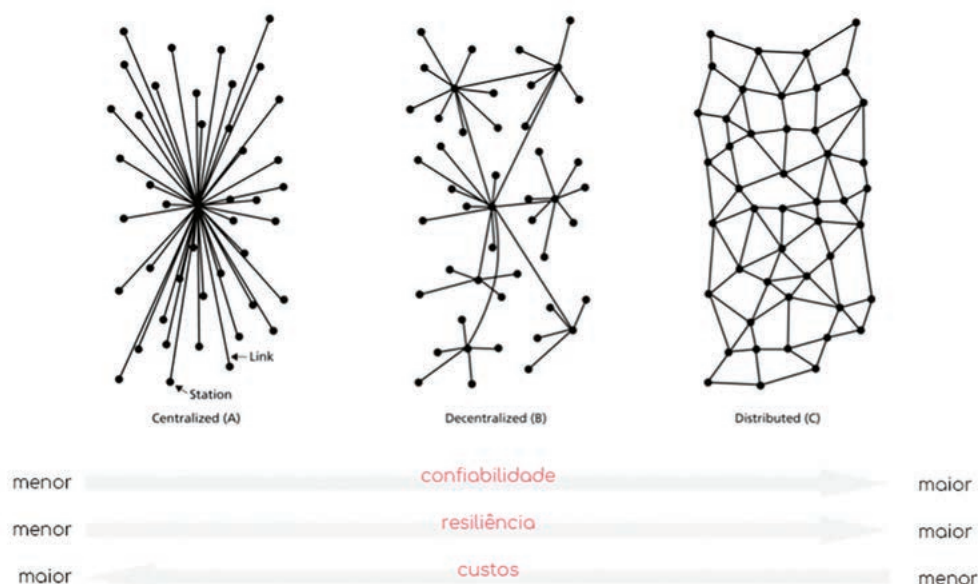 Link
Station
Centralized (A)
Decentralized (B)
Distributed (C)
menor confiabilidade maior
menor resiliência maior
maior custos menor